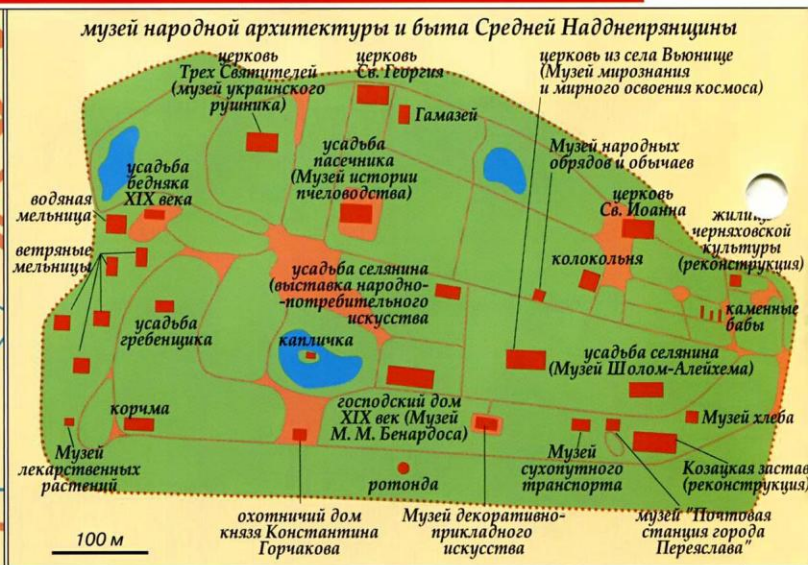 музей народной архитектуры и быта Средней Надднепрянщины
церковь
Трех Святителей
(музей украинского
рушника)
церковь
Св. Георгия
Гамазей
церковь из села Вьюнище
(Музей мирознания
и мирного освоения космоса)
Музей народных
обрядов и обычаев
усадьба
пасечника
(Музей истории
пчеловодства)
усадьба
бедняка
XIX века
водяная
мельница
ветряные
мельницы
церковь
Св. Иоанна
жилища
черняховской
культуры
(реконструкция)
колокольня
усадьба селянина
(выставка народно-
-потребительного
искусства
каменные
бабы
усадьба
гребенщика
капличка
усадьба селянина
(Музей Шолом-Алейхема)
господский дом
XIX век (Музей
М. М. Бенардоса)
корчма
Музей хлеба
Музей
лекарственных
растений
ротонда
Музей
сухопутного
транспорта
Козацкая застав
(реконструкция)
охотничий дом
князя Константина
Горчакова
Музей декоративно-
прикладного
искусства
музей "Почтовая
станция города
Переяслава"
100 м